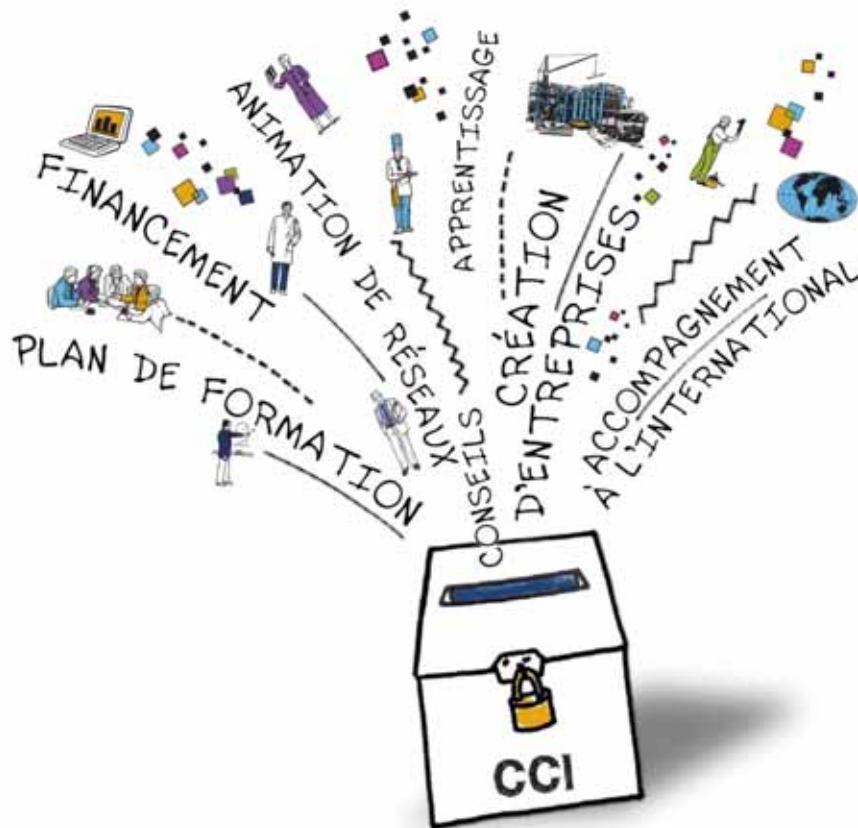 PLAN DE FORMATION
FINANCEMENT
ANIMATION DE RÉSEAUX
CONSEILS
APPRENTISSAGE
CRÉATION
D'ENTREPRISES
ACCOMPAGNEMENT
À L'INTERNATIONAL
CCI